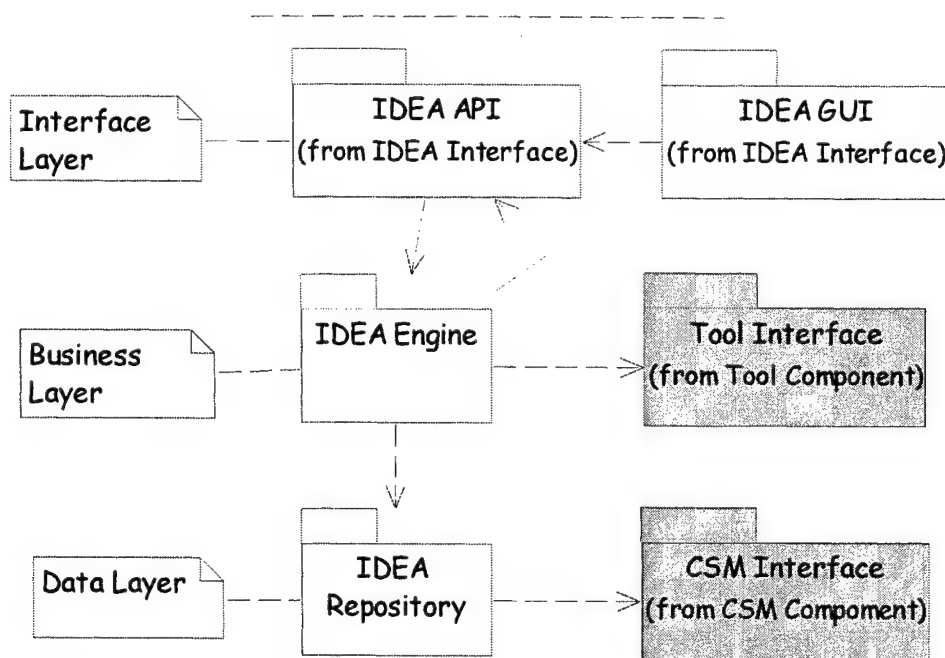 Interface
Layer
IDEA API
(from IDEA Interface)
IDEA GUI
(from IDEA Interface)
Business
Layer
IDEA Engine
Tool Interface
(from Tool Component)
Data Layer
IDEA
Repository
CSM Interface
(from CSM Compoment)